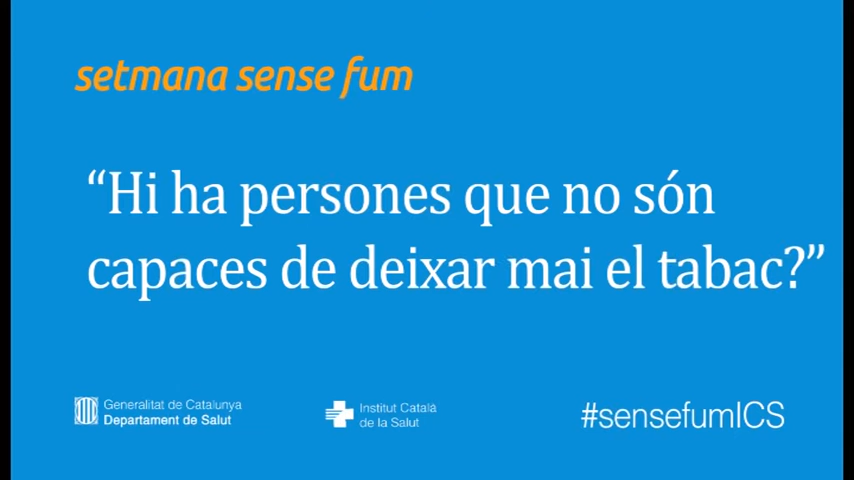 setmana sense fum
“Hi ha persones que no són
capaces de deixar mai el tabac?”
Generalitat de Catalunya
Departament de Salut
Institut Català
de la Salut
#sensefumICS